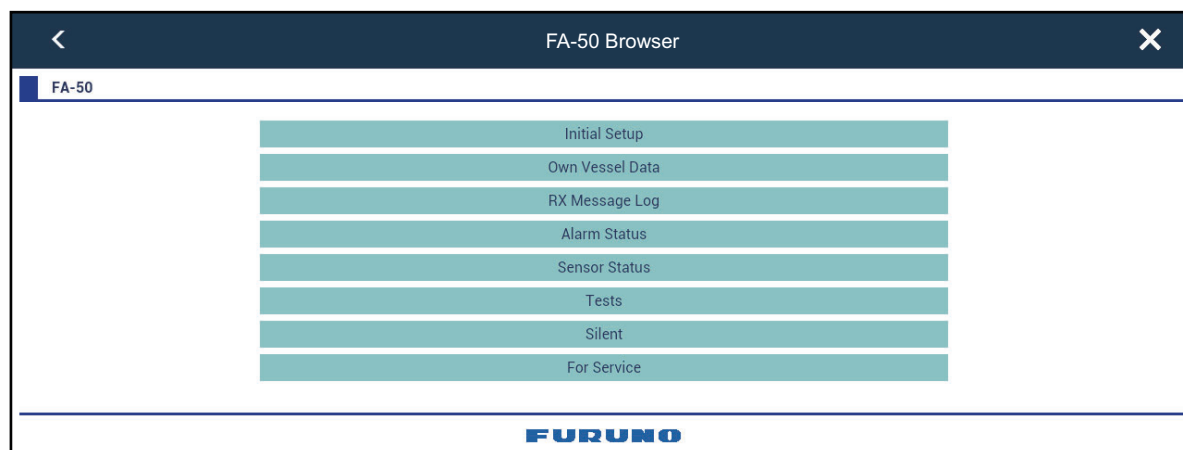 FA-50 Browser
FA-50
Initial Setup
Own Vessel Data
RX Message Log
Alarm Status
Sensor Status
Tests
Silent
For Service
FURUNO